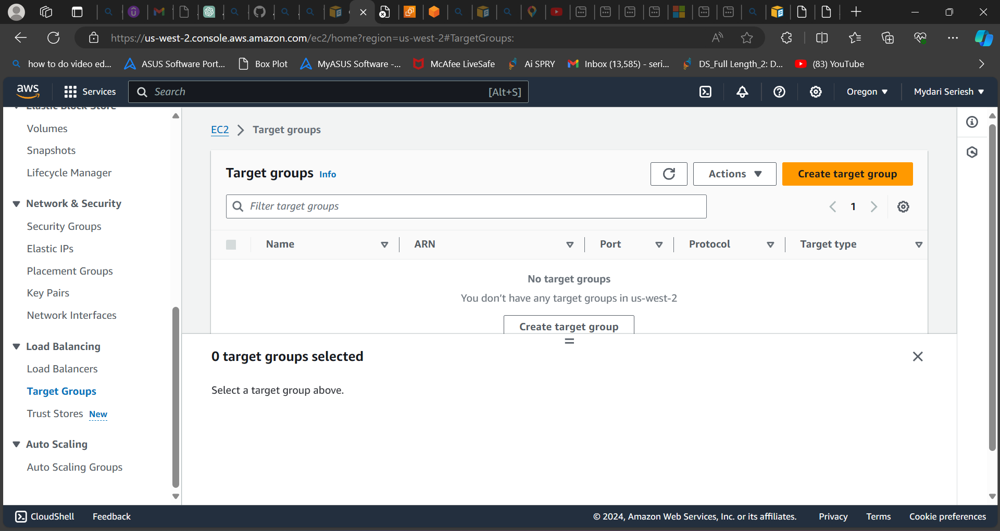 https://us-west-2.console.aws.amazon.com/ec2/home?region=us-west-2#TargetGroups:
how to do video ed...
ASUS Software Port...
Box Plot
MyASUS Software -...
McAfee LiveSafe
Ai SPRY
Inbox (13,585) - seri...
DS_Full Length_2: D...
(83) YouTube
aws
Services
Search
[Alt+S]
Oregon
Mydari Seriesh
Elastic Block Store
Volumes
Snapshots
Lifecycle Manager
Network & Security
Security Groups
Elastic IPs
Placement Groups
Key Pairs
Network Interfaces
Load Balancing
Load Balancers
Target Groups
Trust Stores New
Auto Scaling
Auto Scaling Groups
EC2 > Target groups
Target groups Info
Actions
Create target group
Filter target groups
1
Name
ARN
Port
Protocol
Target type
No target groups
You don't have any target groups in us-west-2
Create target group
0 target groups selected
Select a target group above.
CloudShell
Feedback
© 2024, Amazon Web Services, Inc. or its affiliates.
Privacy
Terms
Cookie preferences